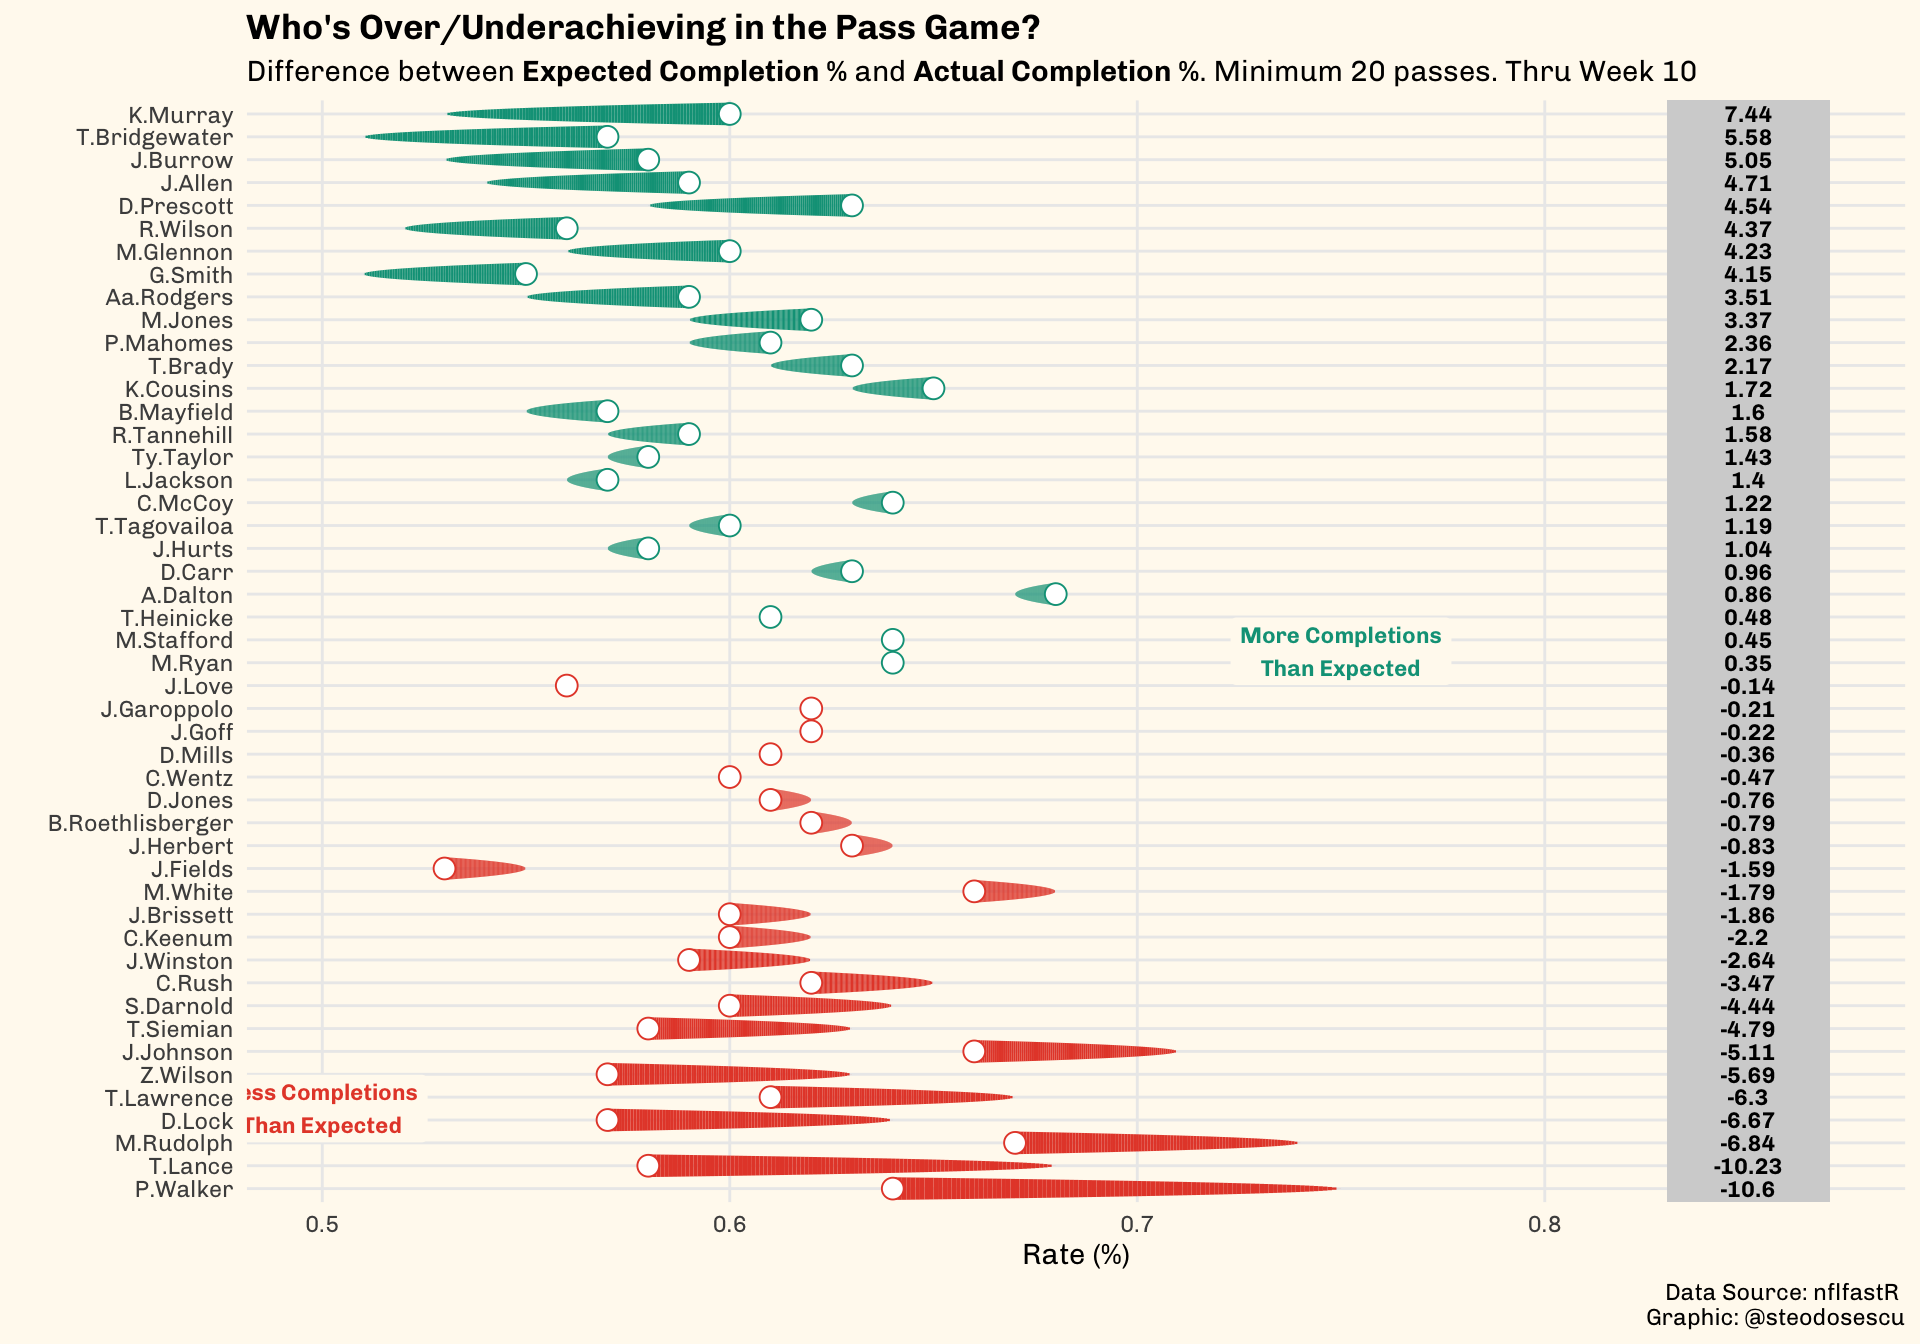 Who's Over/Underachieving in the Pass Game?
Difference between Expected Completion % and Actual Completion %. Minimum 20 passes. Thru Week 10
K.Murray 7.44
T.Bridgewater 5.58
J.Burrow 5.05
J.Allen 4.71
D.Prescott 4.54
R.Wilson 4.37
M.Glennon 4.23
G.Smith 4.15
Aa.Rodgers 3.51
M.Jones 3.37
P.Mahomes 2.36
T.Brady 2.17
K.Cousins 1.72
B.Mayfield 1.6
R.Tannehill 1.58
Ty.Taylor 1.43
L.Jackson 1.4
C.McCoy 1.22
T.Tagovailoa 1.19
J.Hurts 1.04
D.Carr 0.96
A.Dalton 0.86
T.Heinicke 0.48
M.Stafford 0.45
M.Ryan 0.35
More Completions
Than Expected
J.Love -0.14
J.Garoppolo -0.21
J.Goff -0.22
D.Mills -0.36
C.Wentz -0.47
D.Jones -0.76
B.Roethlisberger -0.79
J.Herbert -0.83
J.Fields -1.59
M.White -1.79
J.Brissett -1.86
C.Keenum -2.2
J.Winston -2.64
C.Rush -3.47
S.Darnold -4.44
T.Siemian -4.79
J.Johnson -5.11
Z.Wilson -5.69
T.Lawrence -6.3
D.Lock -6.67
M.Rudolph -6.84
T.Lance -10.23
P.Walker -10.6
ess Completions
Than Expected
0.5 0.6 0.7 0.8
Rate (%)
Data Source: nflfastR
Graphic: @steodosescu